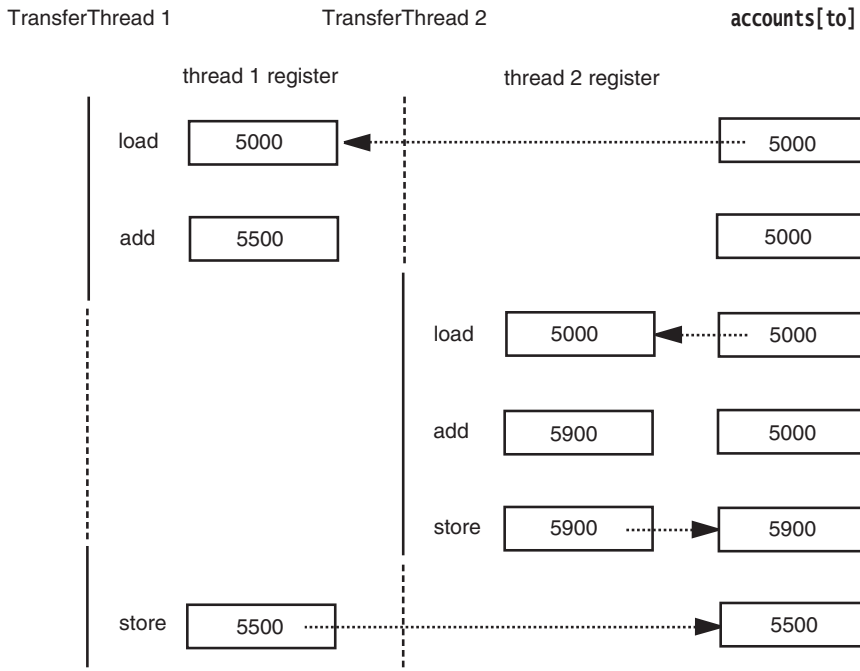 TransferThread 1 TransferThread 2 accounts[to]
thread 1 register thread 2 register
load 5000 5000
add 5500 5000
load 5000 5000
add 5900 5000
store 5900 5900
store 5500 5500